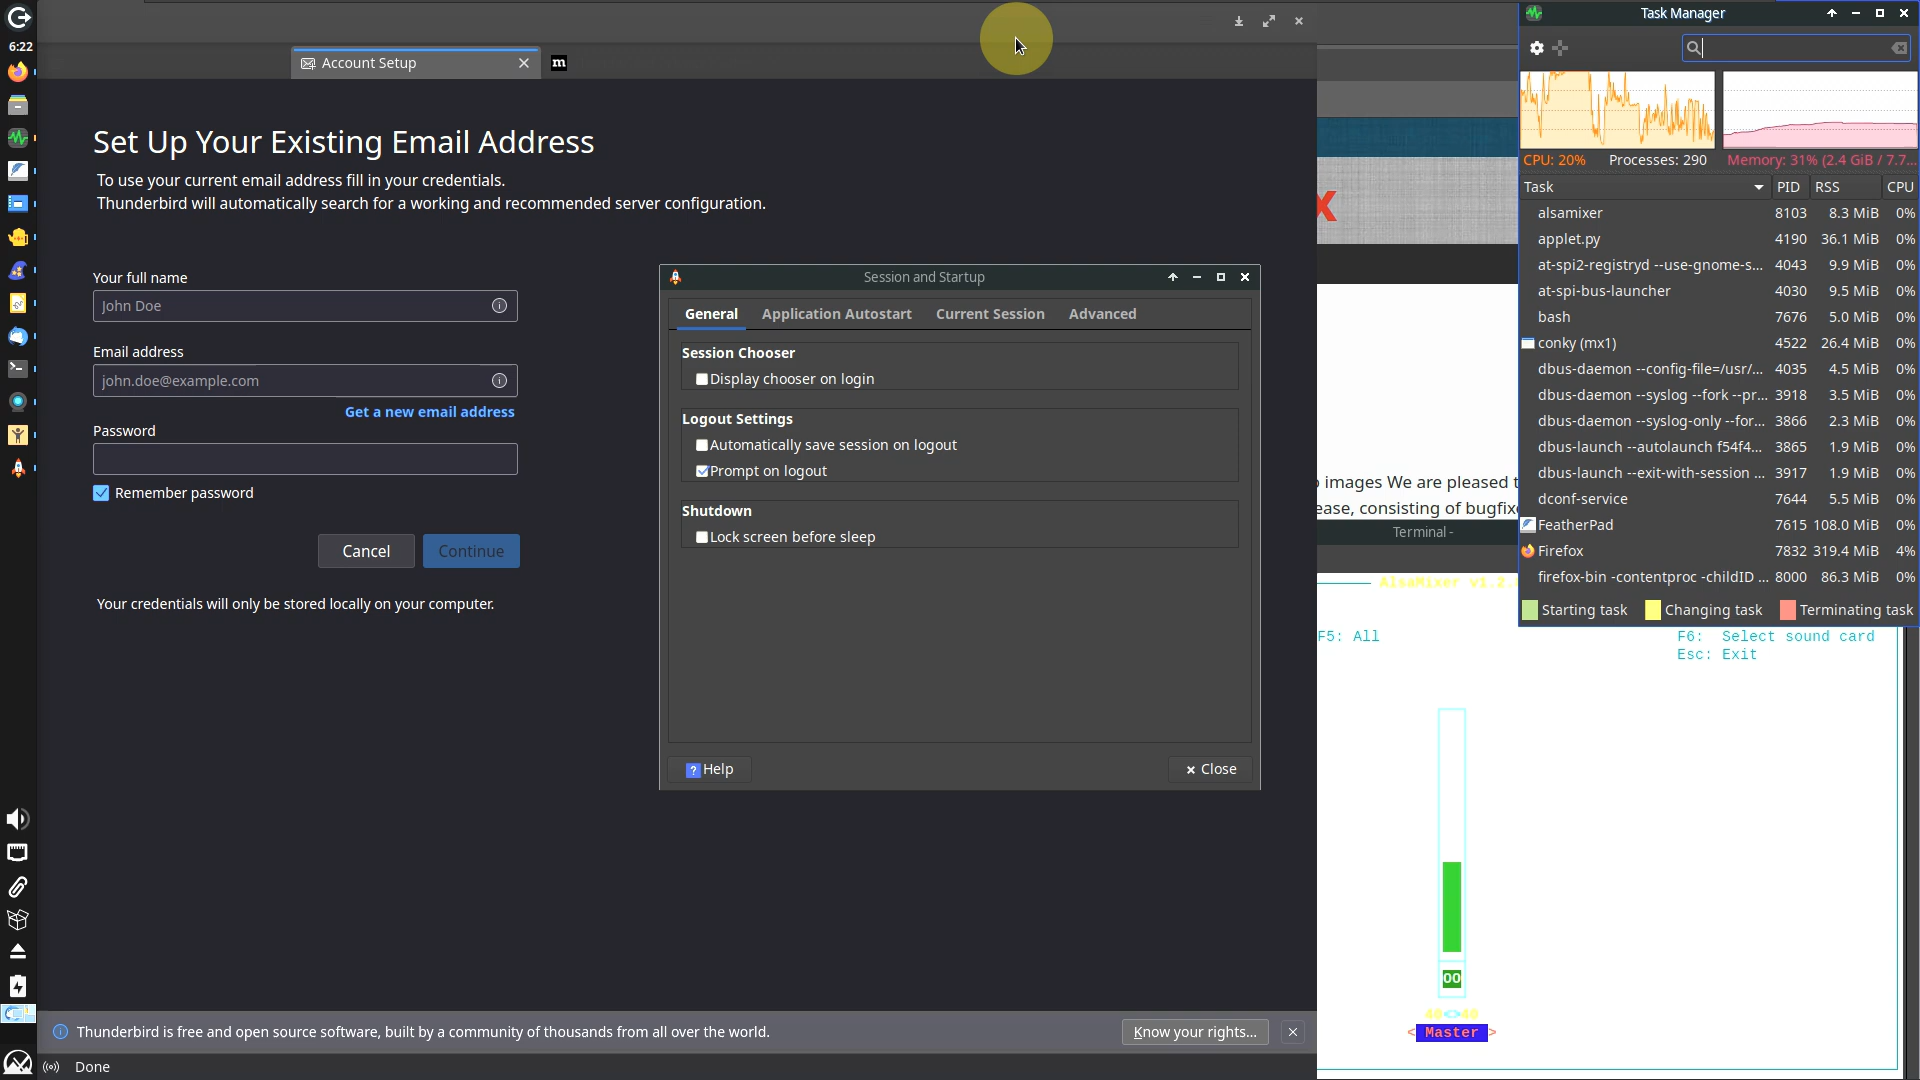 6:22
Account Setup
m
Set Up Your Existing Email Address
To use your current email address fill in your credentials.
Thunderbird will automatically search for a working and recommended server configuration.
Your full name
John Doe
Email address
john.doe@example.com
Get a new email address
Password
Remember password
Cancel
Continue
Your credentials will only be stored locally on your computer.
Thunderbird is free and open source software, built by a community of thousands from all over the world.
Know your rights...
Done
Session and Startup
General Application Autostart Current Session Advanced
Session Chooser
Display chooser on login
Logout Settings
Automatically save session on logout
Prompt on logout
Shutdown
Lock screen before sleep
? Help
Close
x
images We are pleased t
ease, consisting of bugfix
Terminal -
AlsaMixer v1.2.
F5: All
F6: Select sound card
Esc: Exit
00
40<>40
< Master >
Task Manager
CPU: 20% Processes: 290 Memory: 31% (2.4 GiB / 7.7...
Task PID RSS CPU
alsamixer 8103 8.3 MiB 0%
applet.py 4190 36.1 MiB 0%
at-spi2-registryd --use-gnome-s... 4043 9.9 MiB 0%
at-spi-bus-launcher 4030 9.5 MiB 0%
bash 7676 5.0 MiB 0%
conky (mx1) 4522 26.4 MiB 0%
dbus-daemon --config-file=/usr/... 4035 4.5 MiB 0%
dbus-daemon --syslog --fork --pr... 3918 3.5 MiB 0%
dbus-daemon --syslog-only --for... 3866 2.3 MiB 0%
dbus-launch --autolaunch f54f4... 3865 1.9 MiB 0%
dbus-launch --exit-with-session ... 3917 1.9 MiB 0%
dconf-service 7644 5.5 MiB 0%
FeatherPad 7615 108.0 MiB 0%
Firefox 7832 319.4 MiB 4%
firefox-bin -contentproc -childID ... 8000 86.3 MiB 0%
Starting task Changing task Terminating task